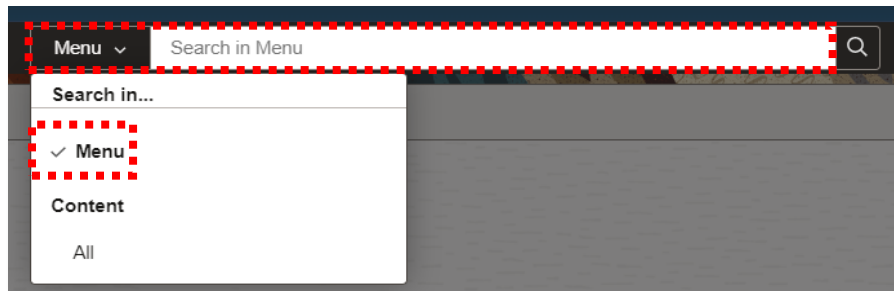 Menu Search in Menu
Search in...
Menu
Content
All